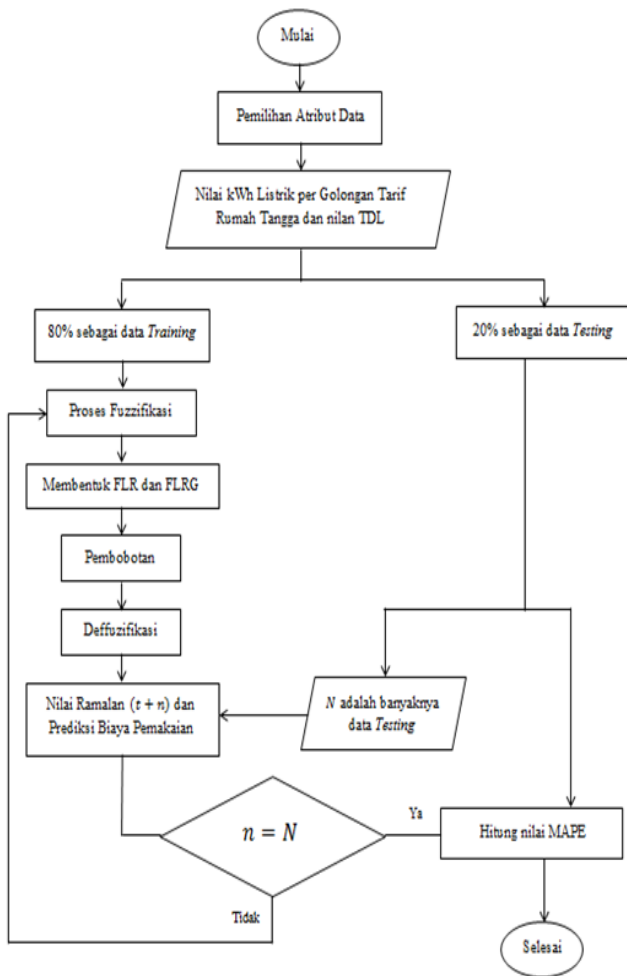 Mulai
Pemilihan Atribut Data
Nilai kWh Listrik per Golongan Tarif
Rumah Tangga dan nilan TDL
80% sebagai data Training
20% sebagai data Testing
Proses Fuzzifikasi
Membentuk FLR dan FLRG
Pembobotan
Deffuzifikasi
Nilai Ramalan (t + n) dan
Prediksi Biaya Pemakaian
N adalah banyaknya
data Testing
n = N
Ya
Hitung nilai MAPE
Tidak
Selesai